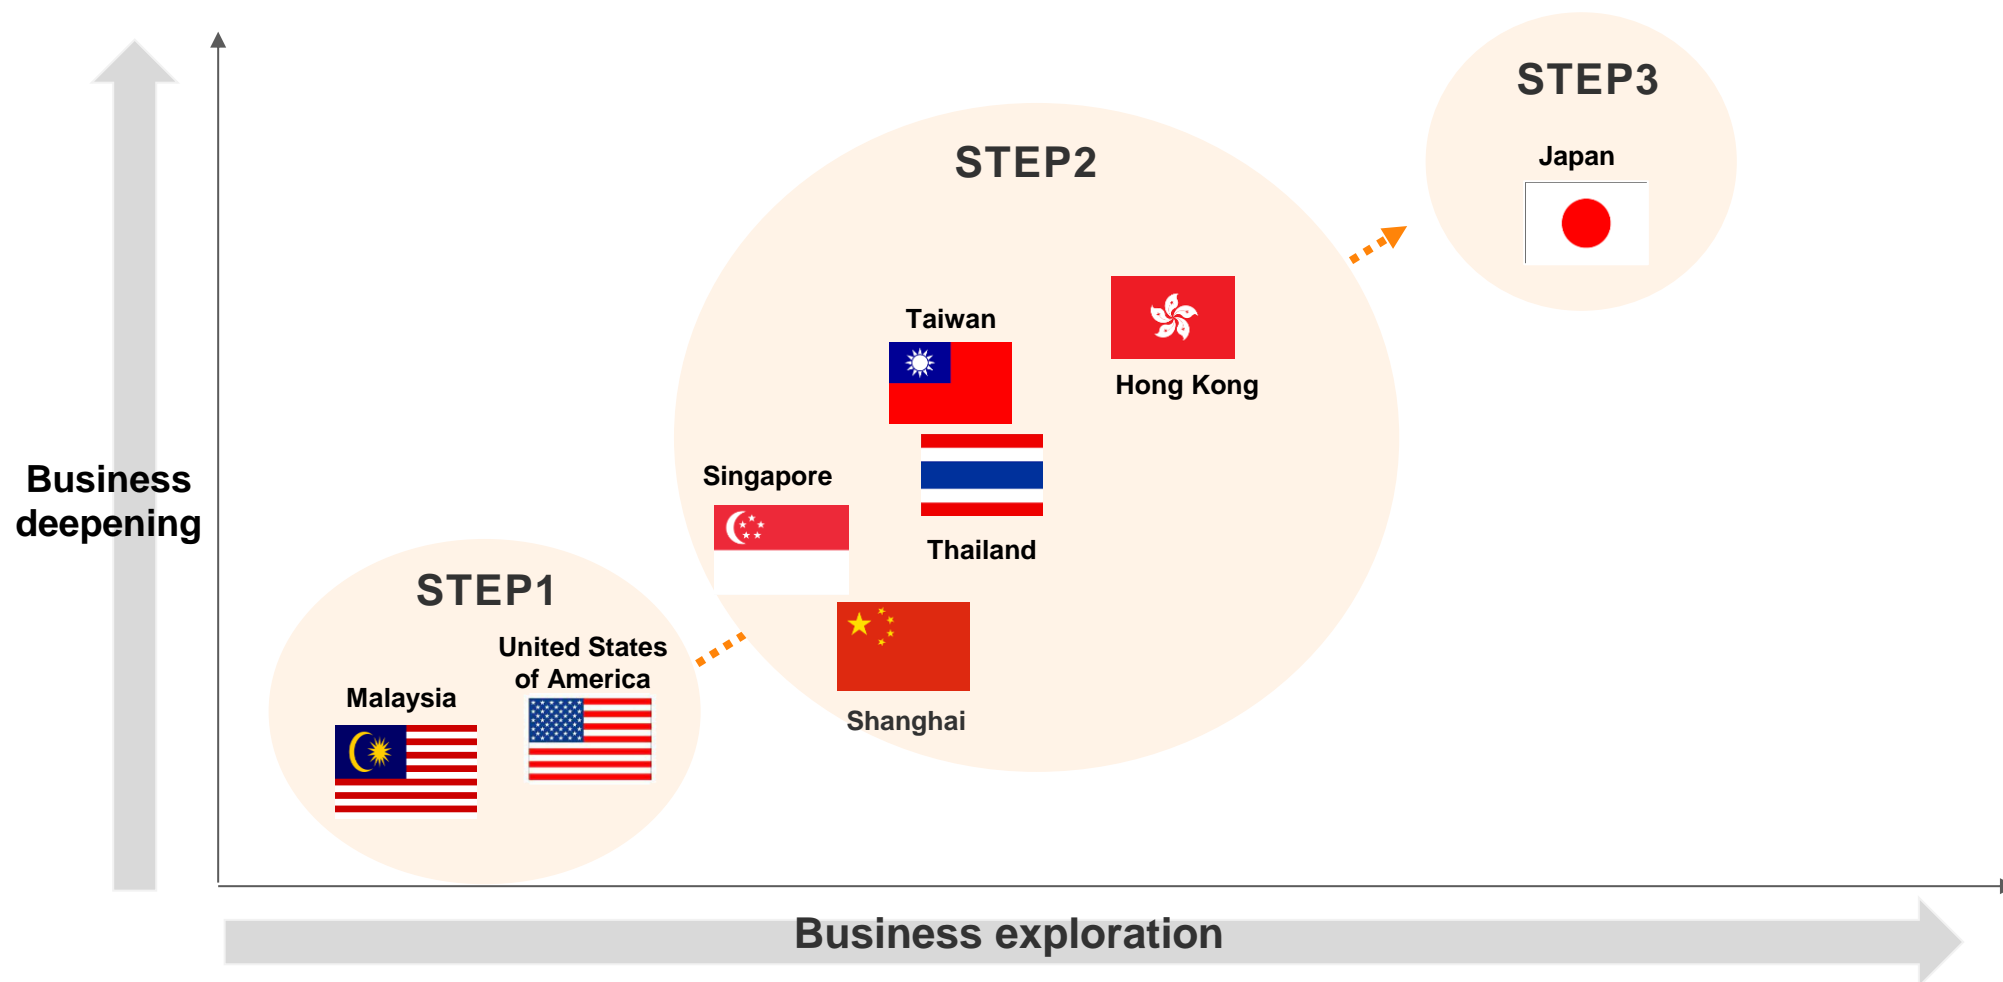 STEP3
Japan
STEP2
Taiwan
Hong Kong
Singapore
Thailand
Shanghai
Business
deepening
STEP1
United States
of America
Malaysia
Business exploration